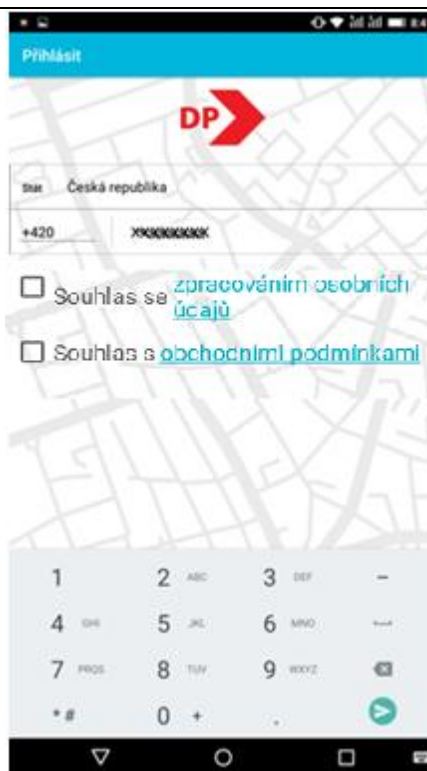 Přihlásit
DP
Stát Česká republika
+420
Souhlas se zpracováním osobních
údajů
Souhlas s obchodními podmínkami
1 2 ABC 3 DEF -
4 GHI 5 JKL 6 MNO
7 PRQS 8 TUV 9 WXYZ
* # 0 + .